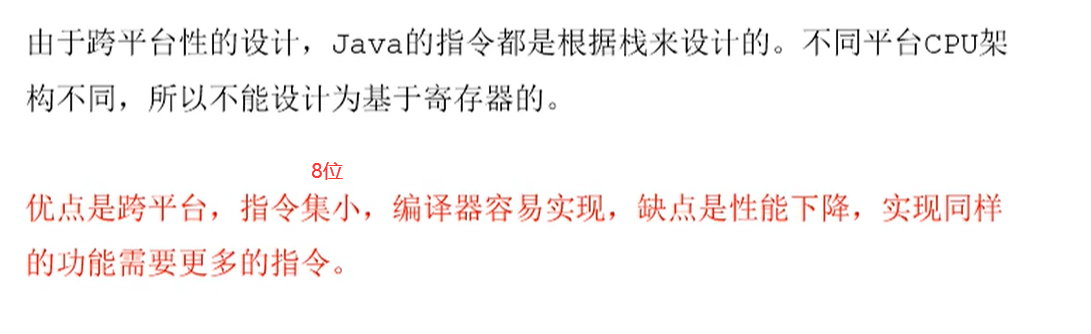 由于跨平台性的设计，Java的指令都是根据栈来设计的。不同平台CPU架
构不同，所以不能设计为基于寄存器的。
8位
优点是跨平台，指令集小，编译器容易实现，缺点是性能下降，实现同样
的功能需要更多的指令。